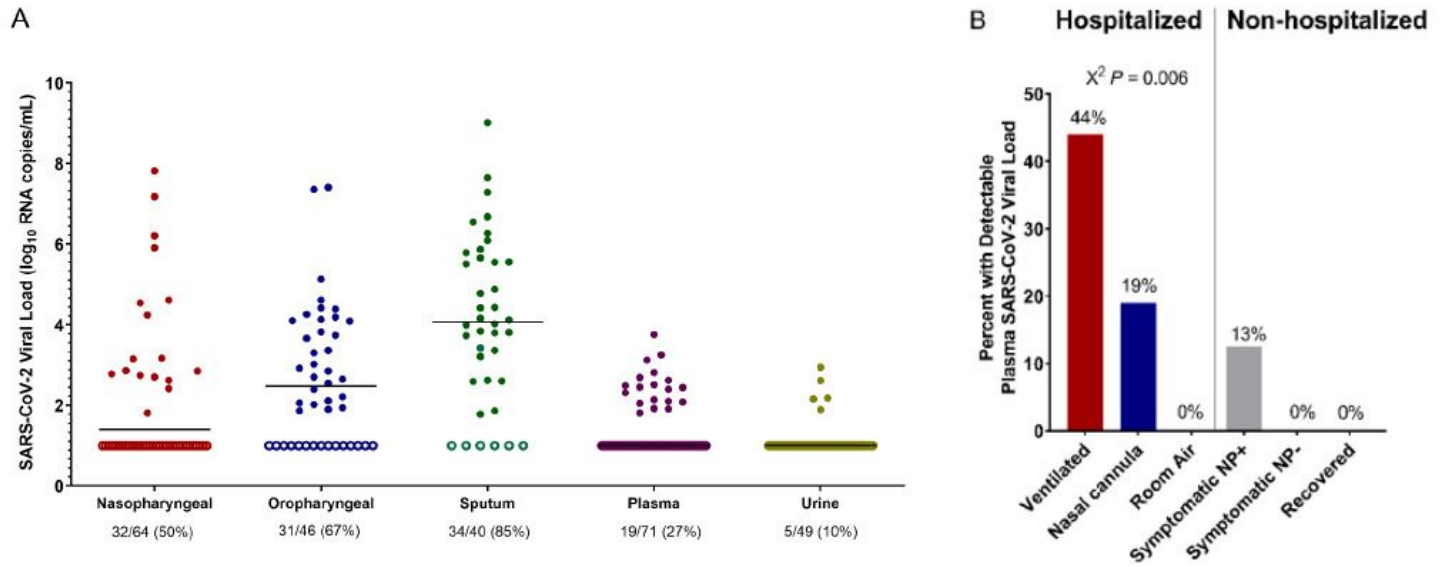 A
SARS-CoV-2 Viral Load (log10 RNA copies/mL)
10
8
6
4
2
0
Nasopharyngeal
Oropharyngeal
Sputum
Plasma
Urine
32/64 (50%)
31/46 (67%)
34/40 (85%)
19/71 (27%)
5/49 (10%)
B
Hospitalized
Non-hospitalized
X² P = 0.006
Percent with Detectable
Plasma SARS-CoV-2 Viral Load
50
40
30
20
10
0
44%
19%
0%
13%
0%
0%
Ventilated
Nasal cannula
Room Air
Symptomatic NP+
Symptomatic NP-
Recovered